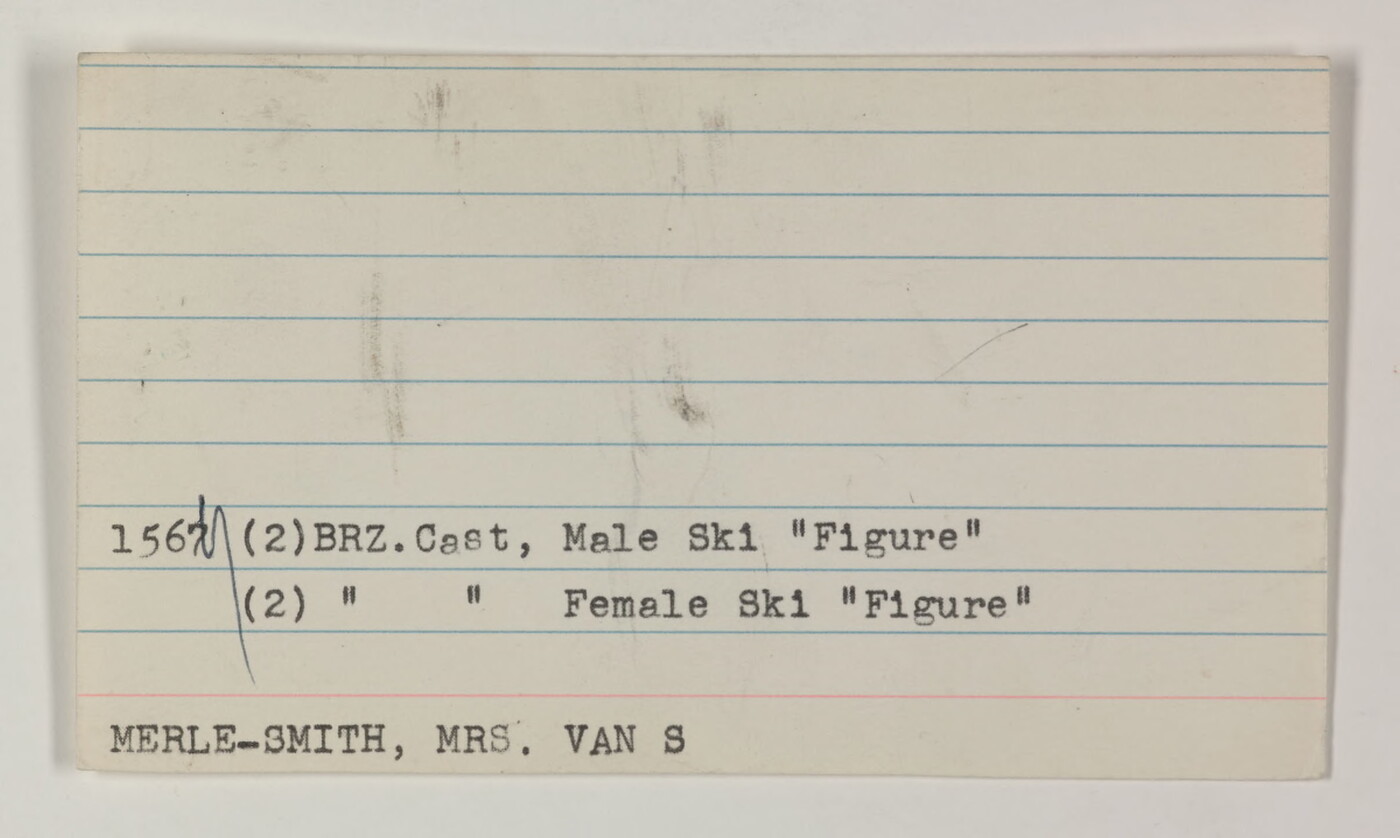 1567 (2)BRZ.Cast, Male Ski "Figure"
(2) " " Female Ski "Figure"
MERLE-SMITH, MRS. VAN S